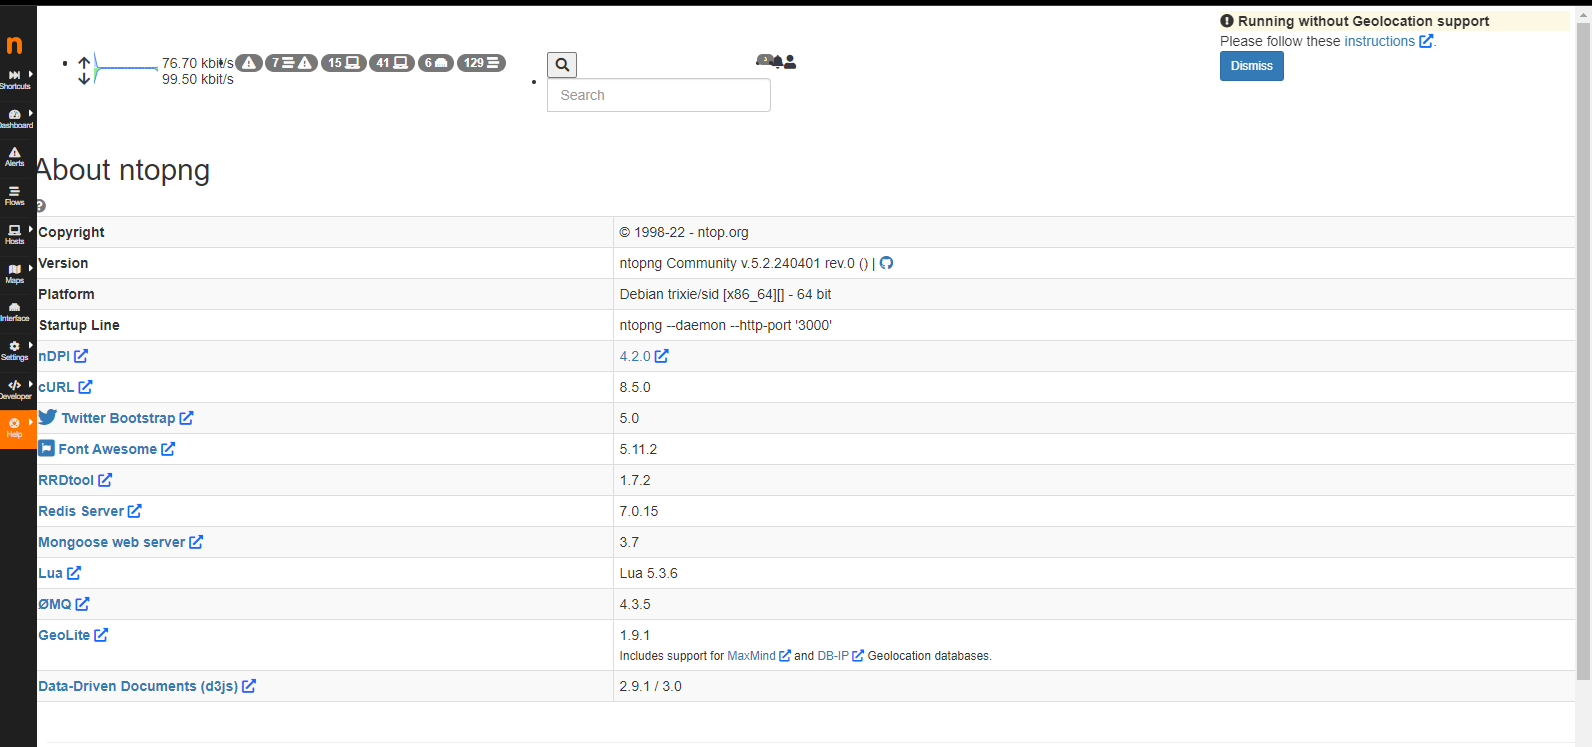 Running without Geolocation support
Please follow these instructions.
Dismiss
n
76.70 kbit/s
99.50 kbit/s
7
15
41
6
129
Search
3
Shortcuts
Dashboard
Alerts
Flows
Hosts
Maps
Interface
Settings
Developer
Help
About ntopng
Copyright © 1998-22 - ntop.org
Version ntopng Community v.5.2.240401 rev.0 () |
Platform Debian trixie/sid [x86_64][] - 64 bit
Startup Line ntopng --daemon --http-port '3000'
nDPI 4.2.0
cURL 8.5.0
Twitter Bootstrap 5.0
Font Awesome 5.11.2
RRDtool 1.7.2
Redis Server 7.0.15
Mongoose web server 3.7
Lua Lua 5.3.6
ØMQ 4.3.5
GeoLite 1.9.1
Includes support for MaxMind and DB-IP Geolocation databases.
Data-Driven Documents (d3js) 2.9.1 / 3.0